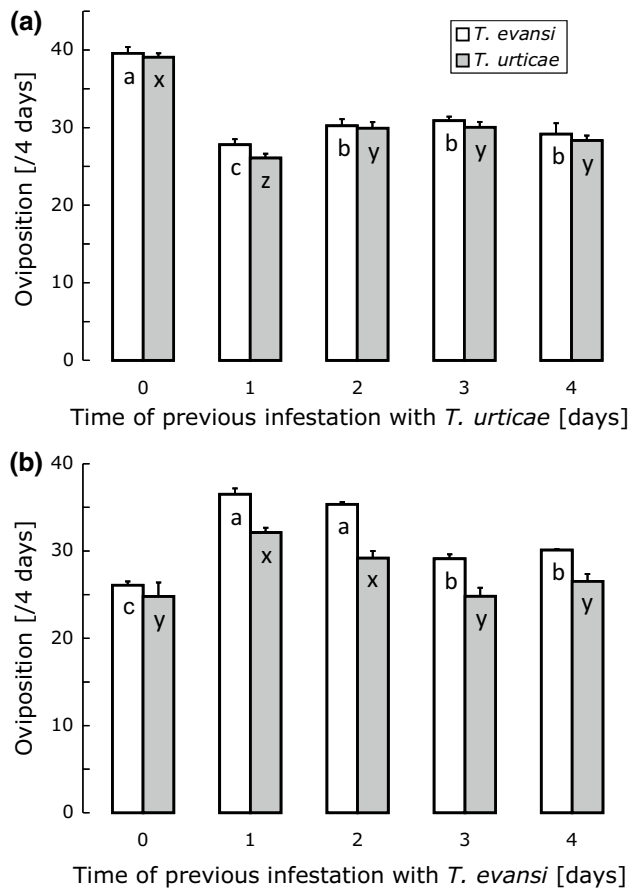 (a)
T. evansi
T. urticae
40
30
20
10
0
Oviposition [/4 days]
a x c z b y b y b y
0 1 2 3 4
Time of previous infestation with T. urticae [days]
(b)
40
30
20
10
0
Oviposition [/4 days]
c y a x a x b y b y
0 1 2 3 4
Time of previous infestation with T. evansi [days]